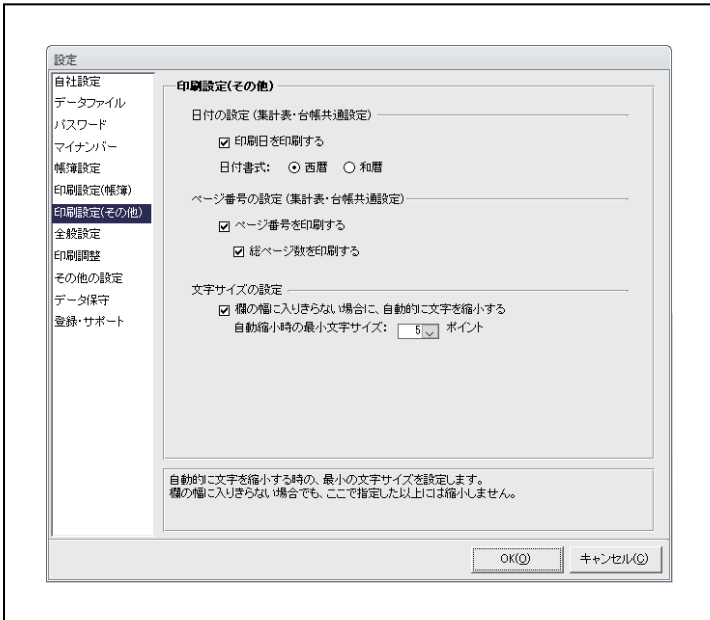 設定
自社設定
データファイル
パスワード
マイナンバー
帳簿設定
印刷設定(帳簿)
印刷設定(その他)
全般設定
印刷調整
その他の設定
データ保守
登録・サポート
印刷設定(その他)
日付の設定(集計表・台帳共通設定)
印刷日を印刷する
日付書式: 西暦 和暦
ページ番号の設定(集計表・台帳共通設定)
ページ番号を印刷する
総ページ数を印刷する
文字サイズの設定
欄の幅に入りきらない場合に、自動的に文字を縮小する
自動縮小時の最小文字サイズ: 5 ポイント
自動的に文字を縮小する時の、最小の文字サイズを設定します。
欄の幅に入りきらない場合でも、ここで指定した以上には縮小しません。
OK(O) キャンセル(C)